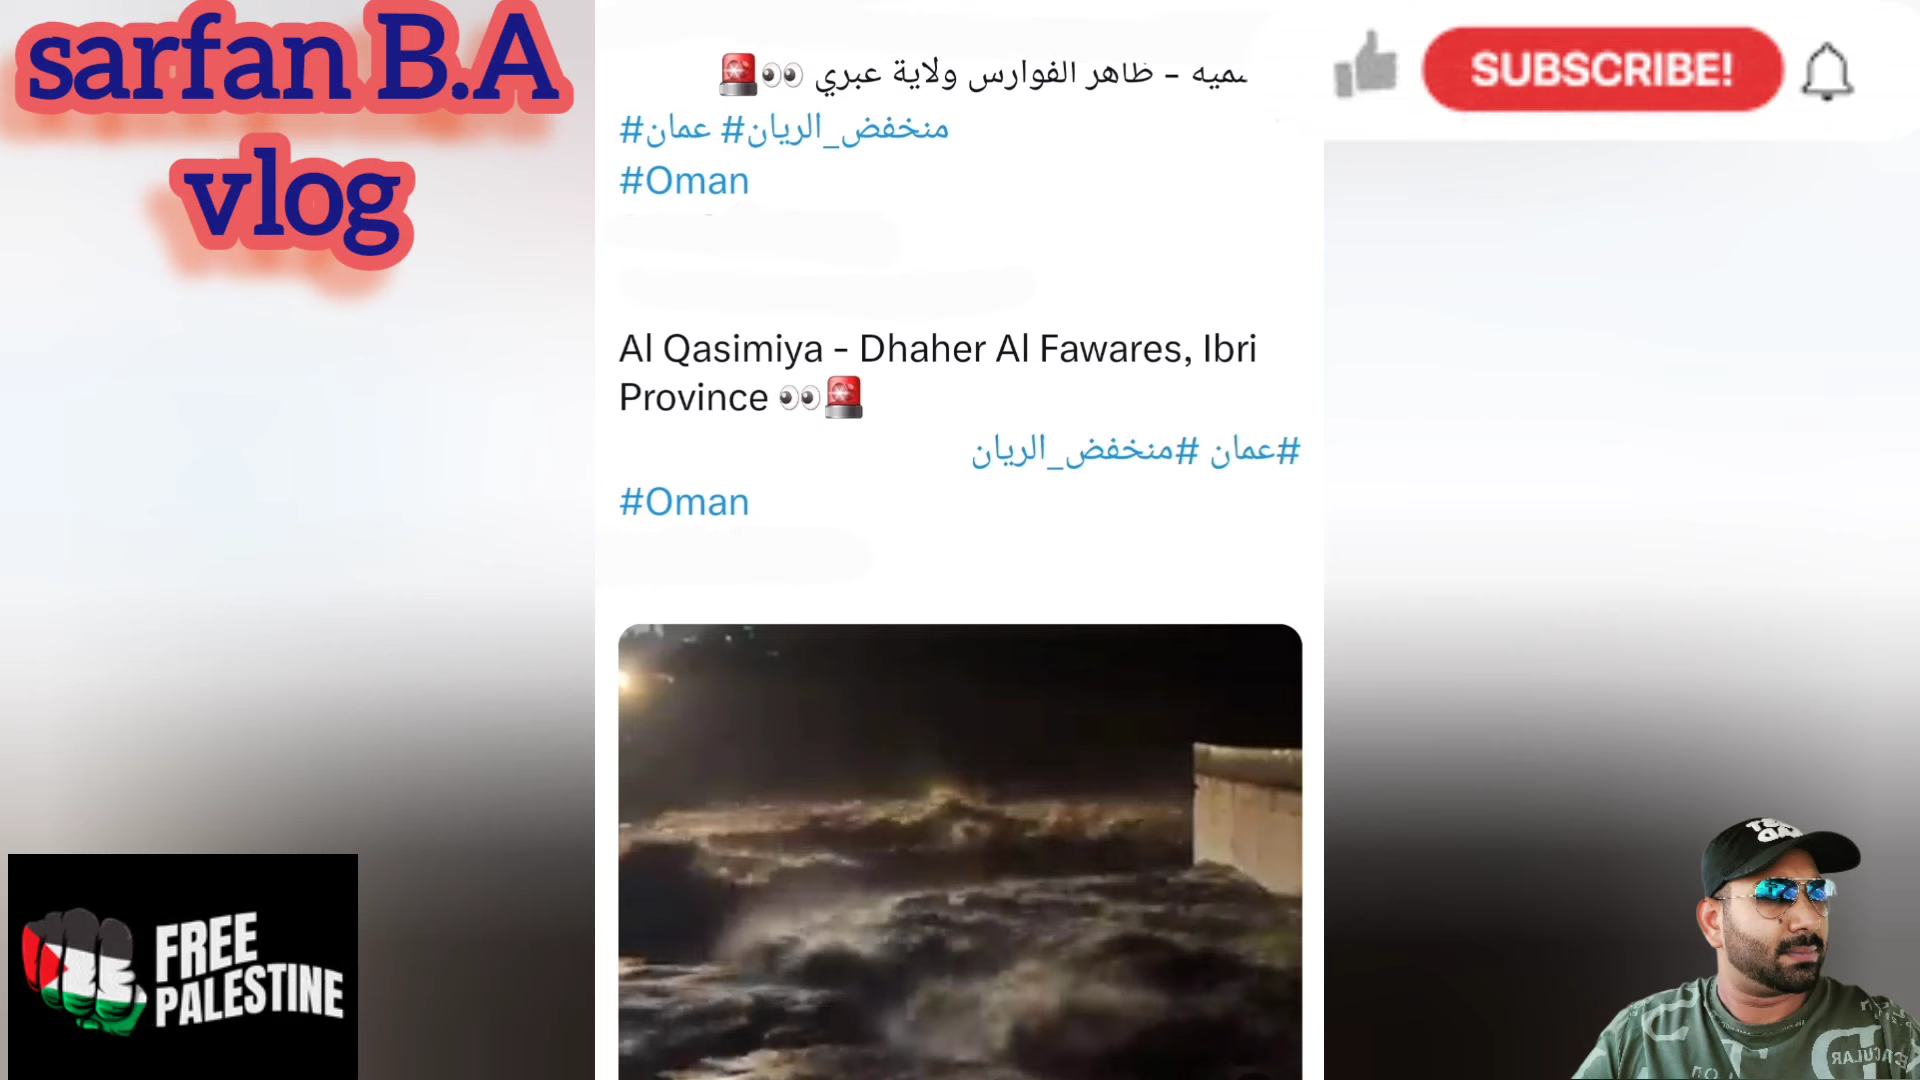 sarfan B.A
vlog
SUBSCRIBE!
ظاهر الفوارس ولاية عبري 👀🚨
#عمان #منخفض_الريان
#Oman
Al Qasimiya - Dhaher Al Fawares, Ibri
Province 👀🚨
#عمان #منخفض_الريان
#Oman
FREE
PALESTINE